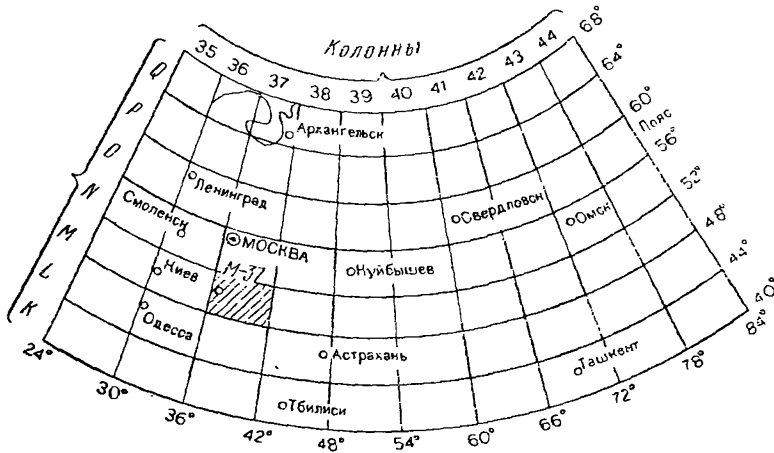 Колонны
35 36 37 38 39 40 41 42 43 44
68°
64°
60°
Пояс
56°
52°
48°
44°
40°
Q
P
O
N
M
L
K
Архангельск
Ленинград
Смоленск
МОСКВА
Свердловск
Омск
Киев
М-37
Куйбышев
Одесса
Астрахань
Ташкент
Тбилиси
24° 30° 36° 42° 48° 54° 60° 66° 72° 78° 84°